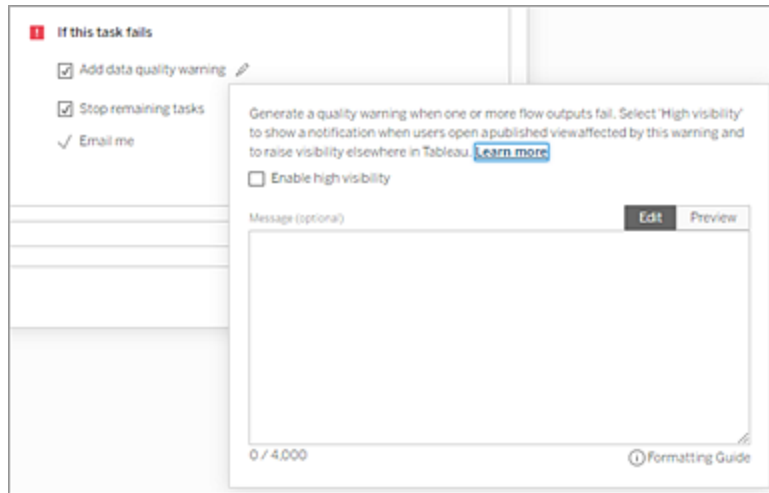 If this task fails
Add data quality warning
Stop remaining tasks
Email me
Generate a quality warning when one or more flow outputs fail. Select 'High visibility'
to show a notification when users open a published view affected by this warning and
to raise visibility elsewhere in Tableau. Learn more
Enable high visibility
Message (optional)
Edit
Preview
0 / 4,000
Formatting Guide